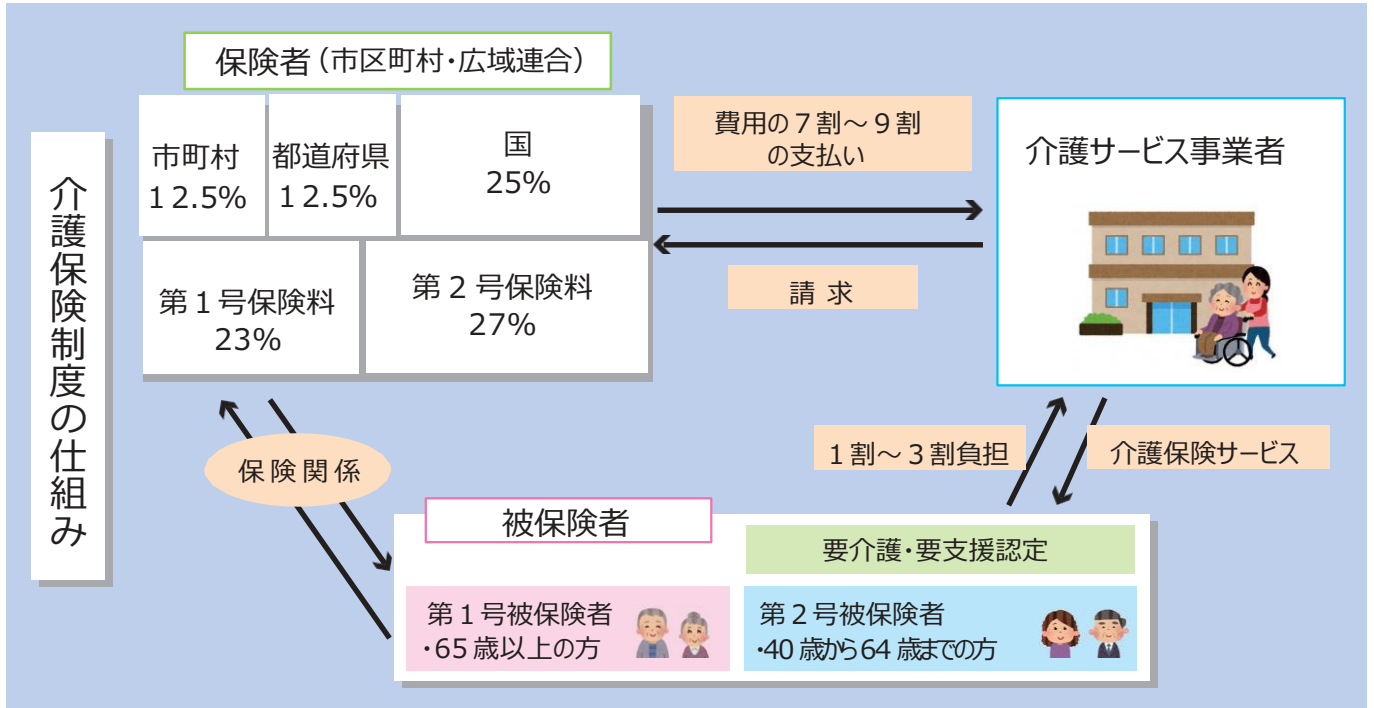 介護保険制度の仕組み
保険者（市区町村・広域連合）
市町村
１２.５%
都道府県
１２.５%
国
25%
第１号保険料
23%
第２号保険料
27%
費用の７割～９割
の支払い
請求
介護サービス事業者
保険関係
１割～３割負担
介護保険サービス
被保険者
要介護・要支援認定
第１号被保険者
・65歳以上の方
第２号被保険者
・40歳から64歳までの方